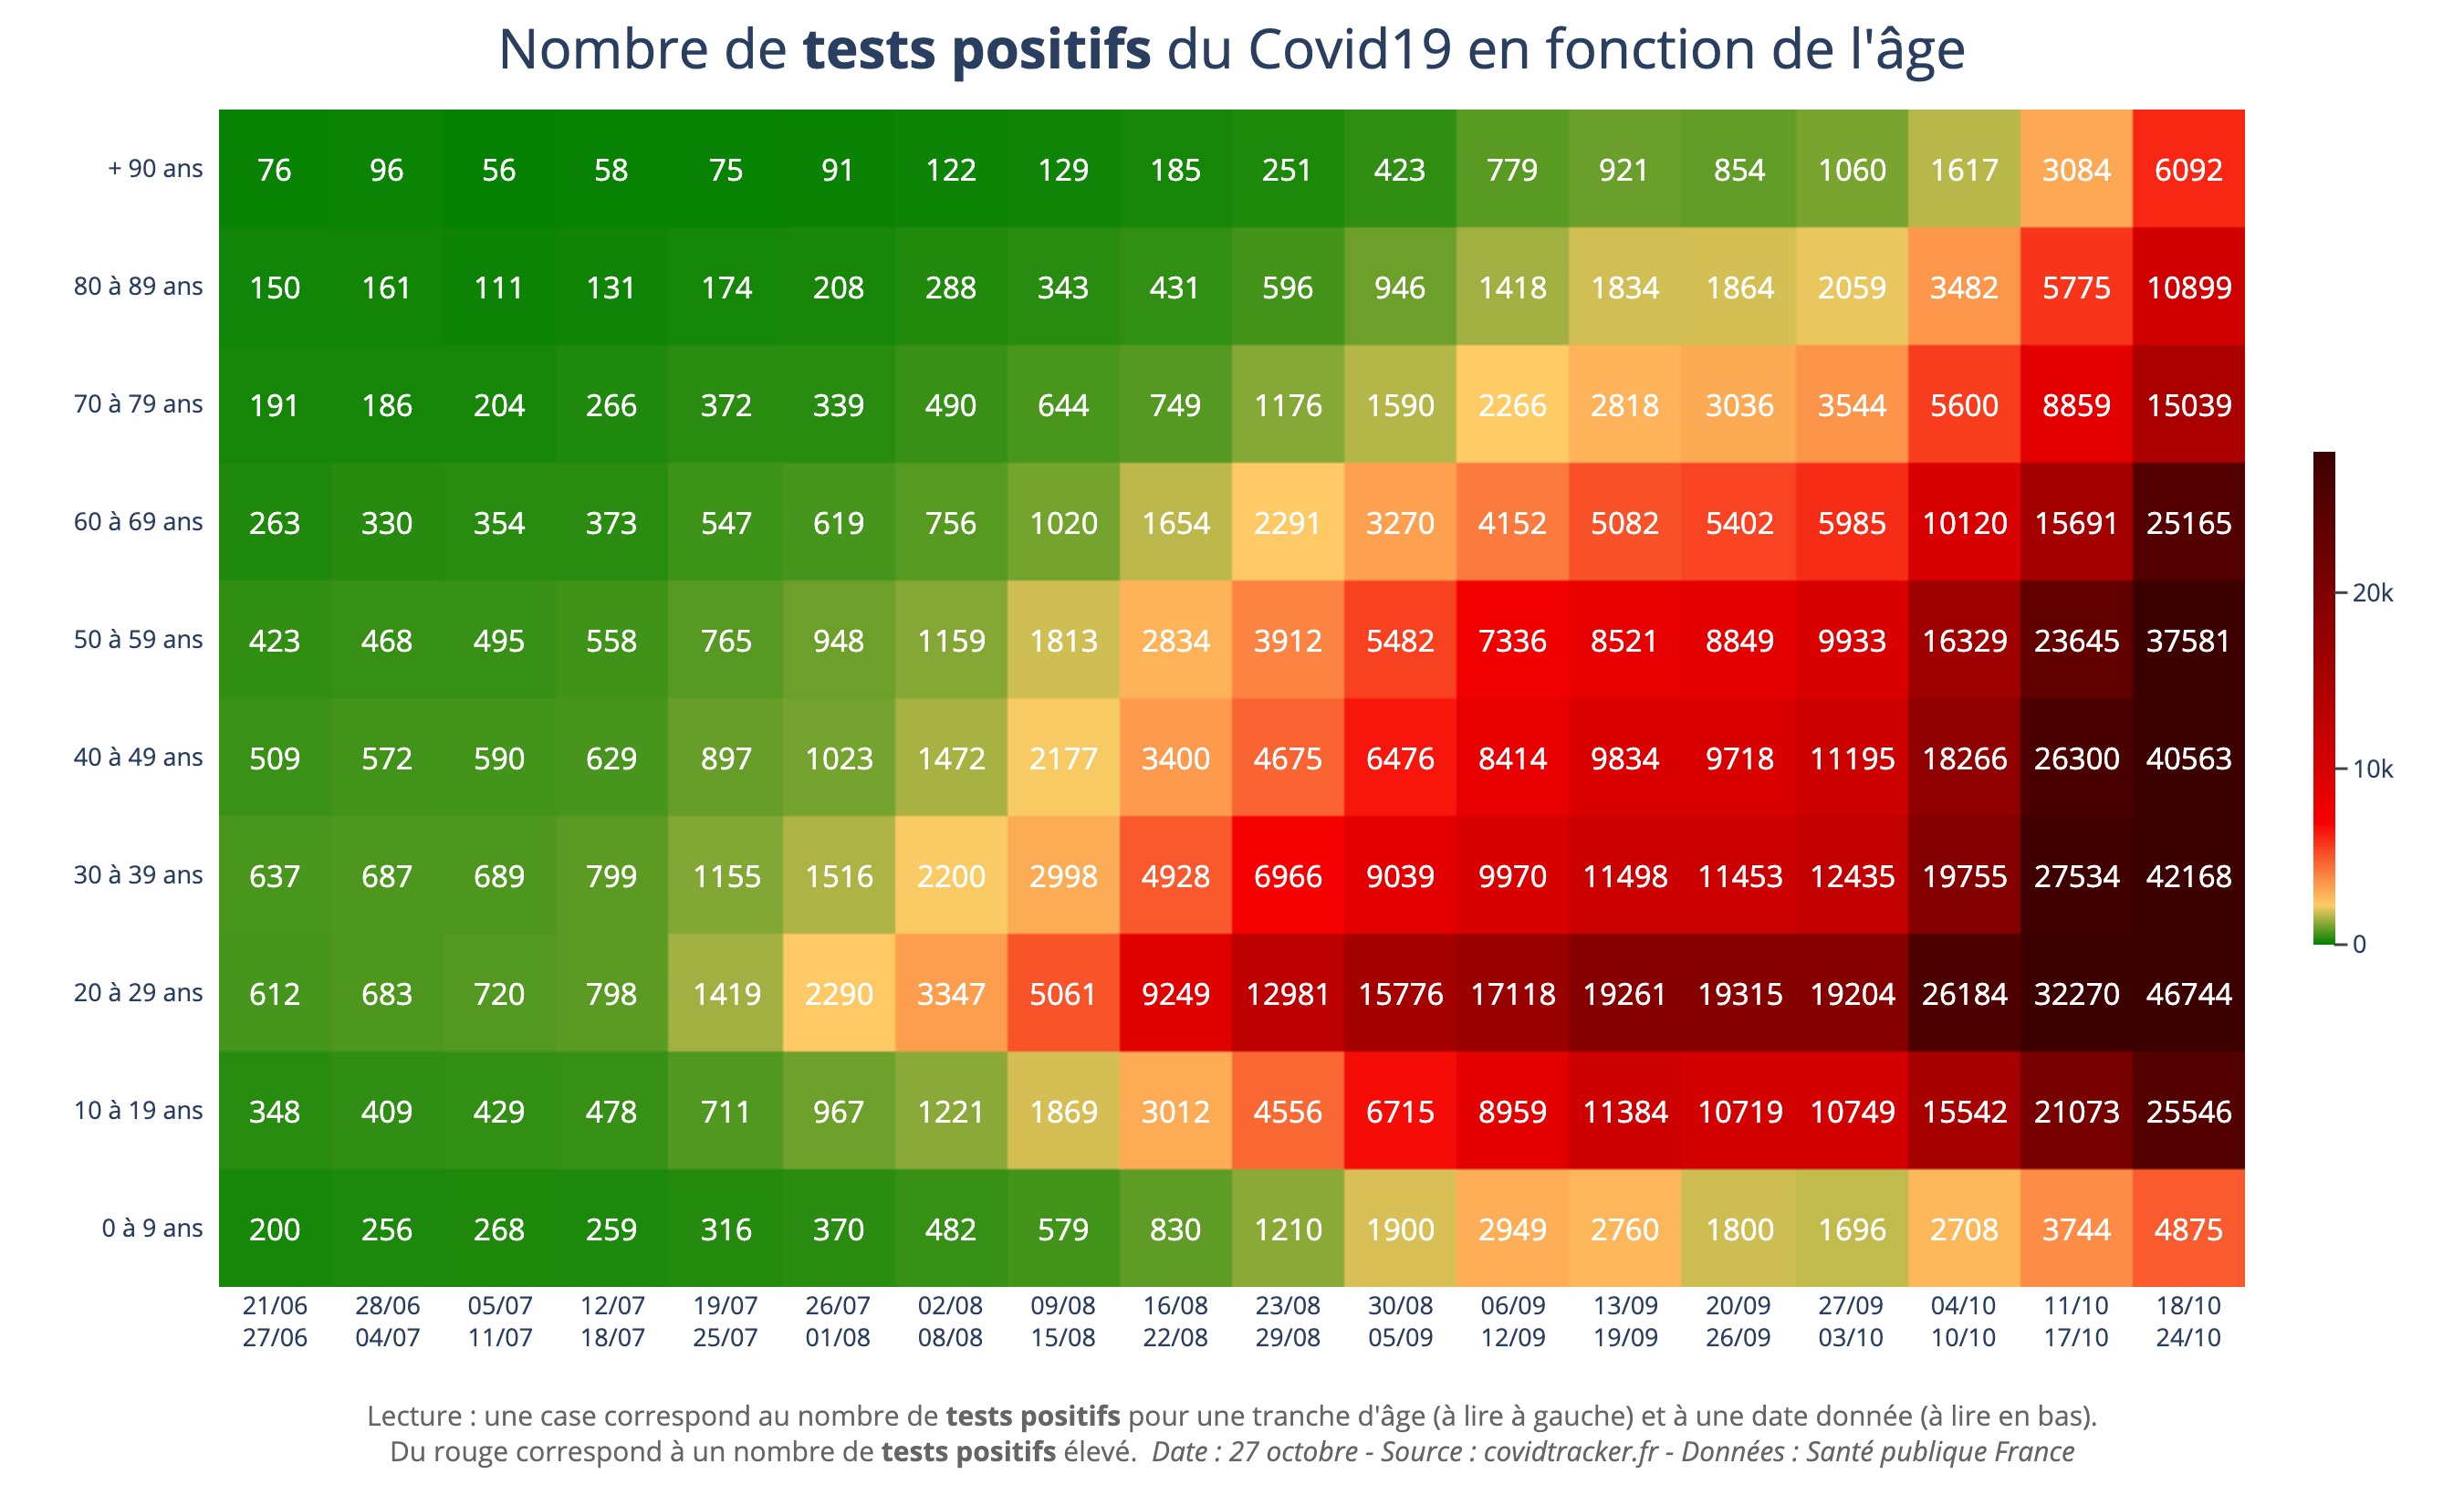 Nombre de tests positifs du Covid19 en fonction de l'âge
+ 90 ans 76 96 56 58 75 91 122 129 185 251 423 779 921 854 1060 1617 3084 6092
80 à 89 ans 150 161 111 131 174 208 288 343 431 596 946 1418 1834 1864 2059 3482 5775 10899
70 à 79 ans 191 186 204 266 372 339 490 644 749 1176 1590 2266 2818 3036 3544 5600 8859 15039
60 à 69 ans 263 330 354 373 547 619 756 1020 1654 2291 3270 4152 5082 5402 5985 10120 15691 25165
50 à 59 ans 423 468 495 558 765 948 1159 1813 2834 3912 5482 7336 8521 8849 9933 16329 23645 37581
40 à 49 ans 509 572 590 629 897 1023 1472 2177 3400 4675 6476 8414 9834 9718 11195 18266 26300 40563
30 à 39 ans 637 687 689 799 1155 1516 2200 2998 4928 6966 9039 9970 11498 11453 12435 19755 27534 42168
20 à 29 ans 612 683 720 798 1419 2290 3347 5061 9249 12981 15776 17118 19261 19315 19204 26184 32270 46744
10 à 19 ans 348 409 429 478 711 967 1221 1869 3012 4556 6715 8959 11384 10719 10749 15542 21073 25546
0 à 9 ans 200 256 268 259 316 370 482 579 830 1210 1900 2949 2760 1800 1696 2708 3744 4875
21/06 28/06 05/07 12/07 19/07 26/07 02/08 09/08 16/08 23/08 30/08 06/09 13/09 20/09 27/09 04/10 11/10 18/10
27/06 04/07 11/07 18/07 25/07 01/08 08/08 15/08 22/08 29/08 05/09 12/09 19/09 26/09 03/10 10/10 17/10 24/10
20k
10k
0
Lecture : une case correspond au nombre de tests positifs pour une tranche d'âge (à lire à gauche) et à une date donnée (à lire en bas).
Du rouge correspond à un nombre de tests positifs élevé. Date : 27 octobre - Source : covidtracker.fr - Données : Santé publique France